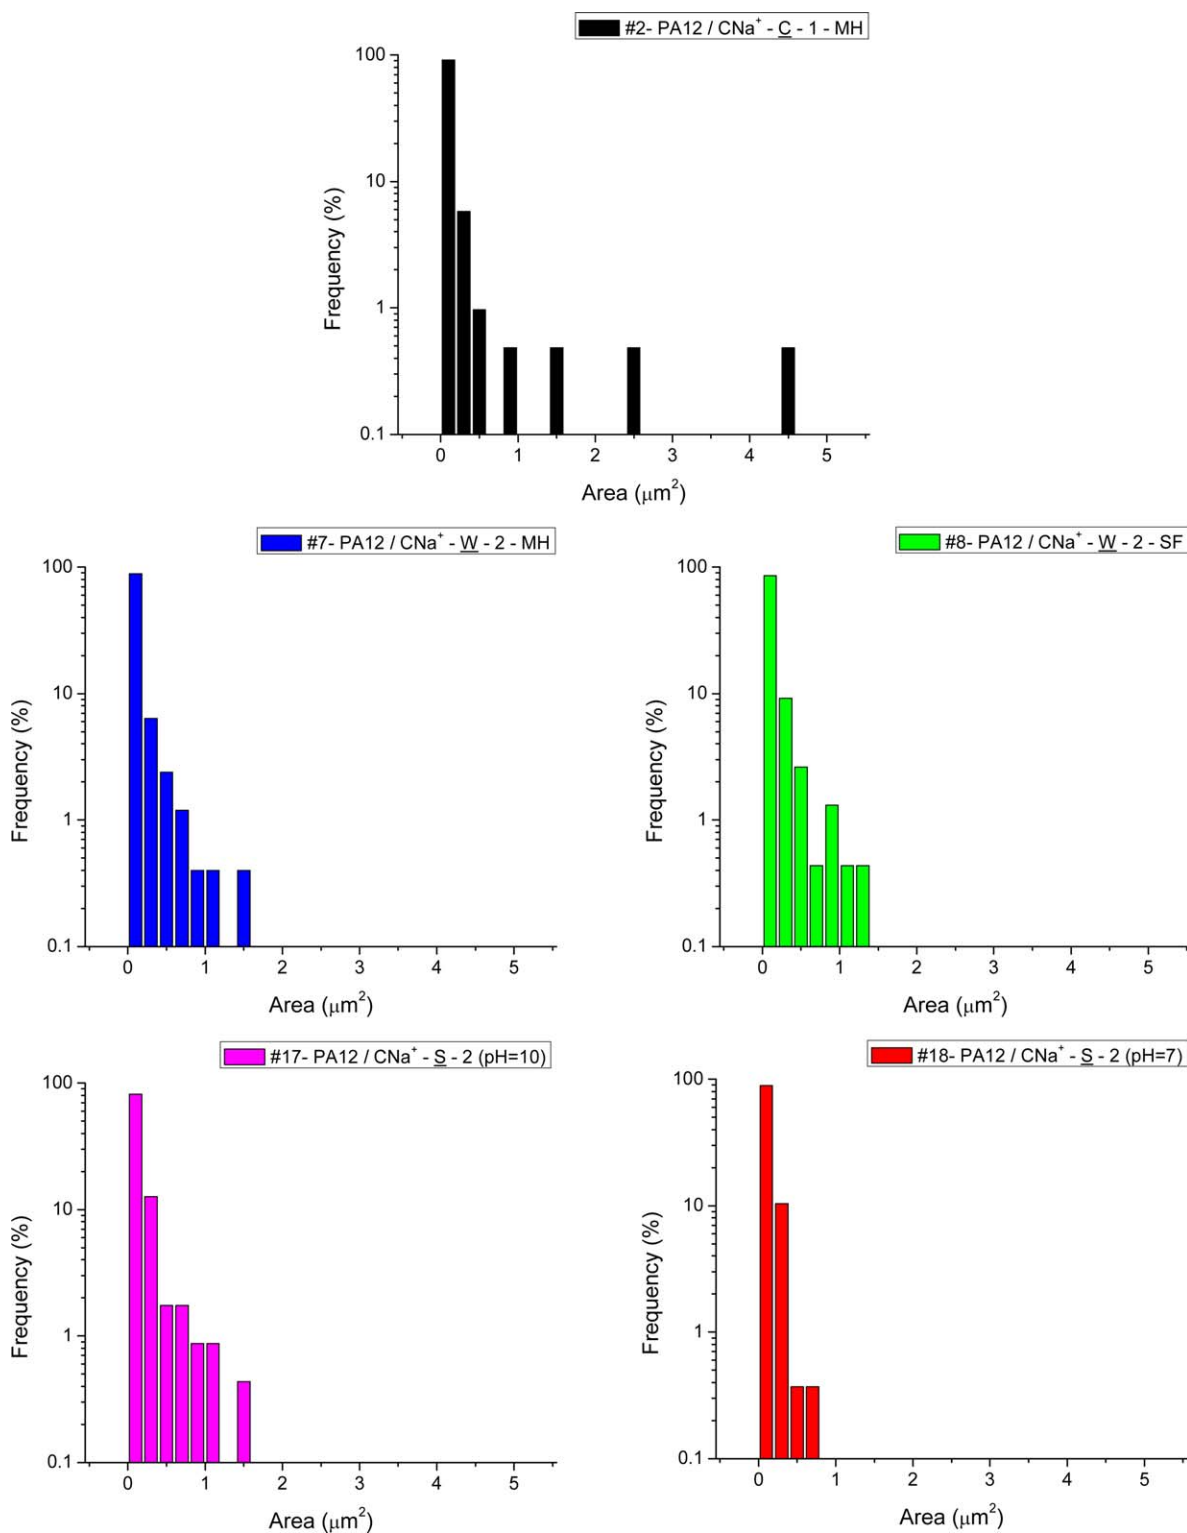 #2- PA12 / CNa⁺ - C - 1 - MH
100
10
1
0.1
Frequency (%)
0 1 2 3 4 5
Area (μm²)
#7- PA12 / CNa⁺ - W - 2 - MH
100
10
1
0.1
Frequency (%)
0 1 2 3 4 5
Area (μm²)
#8- PA12 / CNa⁺ - W - 2 - SF
100
10
1
0.1
Frequency (%)
0 1 2 3 4 5
Area (μm²)
#17- PA12 / CNa⁺ - S - 2 (pH=10)
100
10
1
0.1
Frequency (%)
0 1 2 3 4 5
Area (μm²)
#18- PA12 / CNa⁺ - S - 2 (pH=7)
100
10
1
0.1
Frequency (%)
0 1 2 3 4 5
Area (μm²)